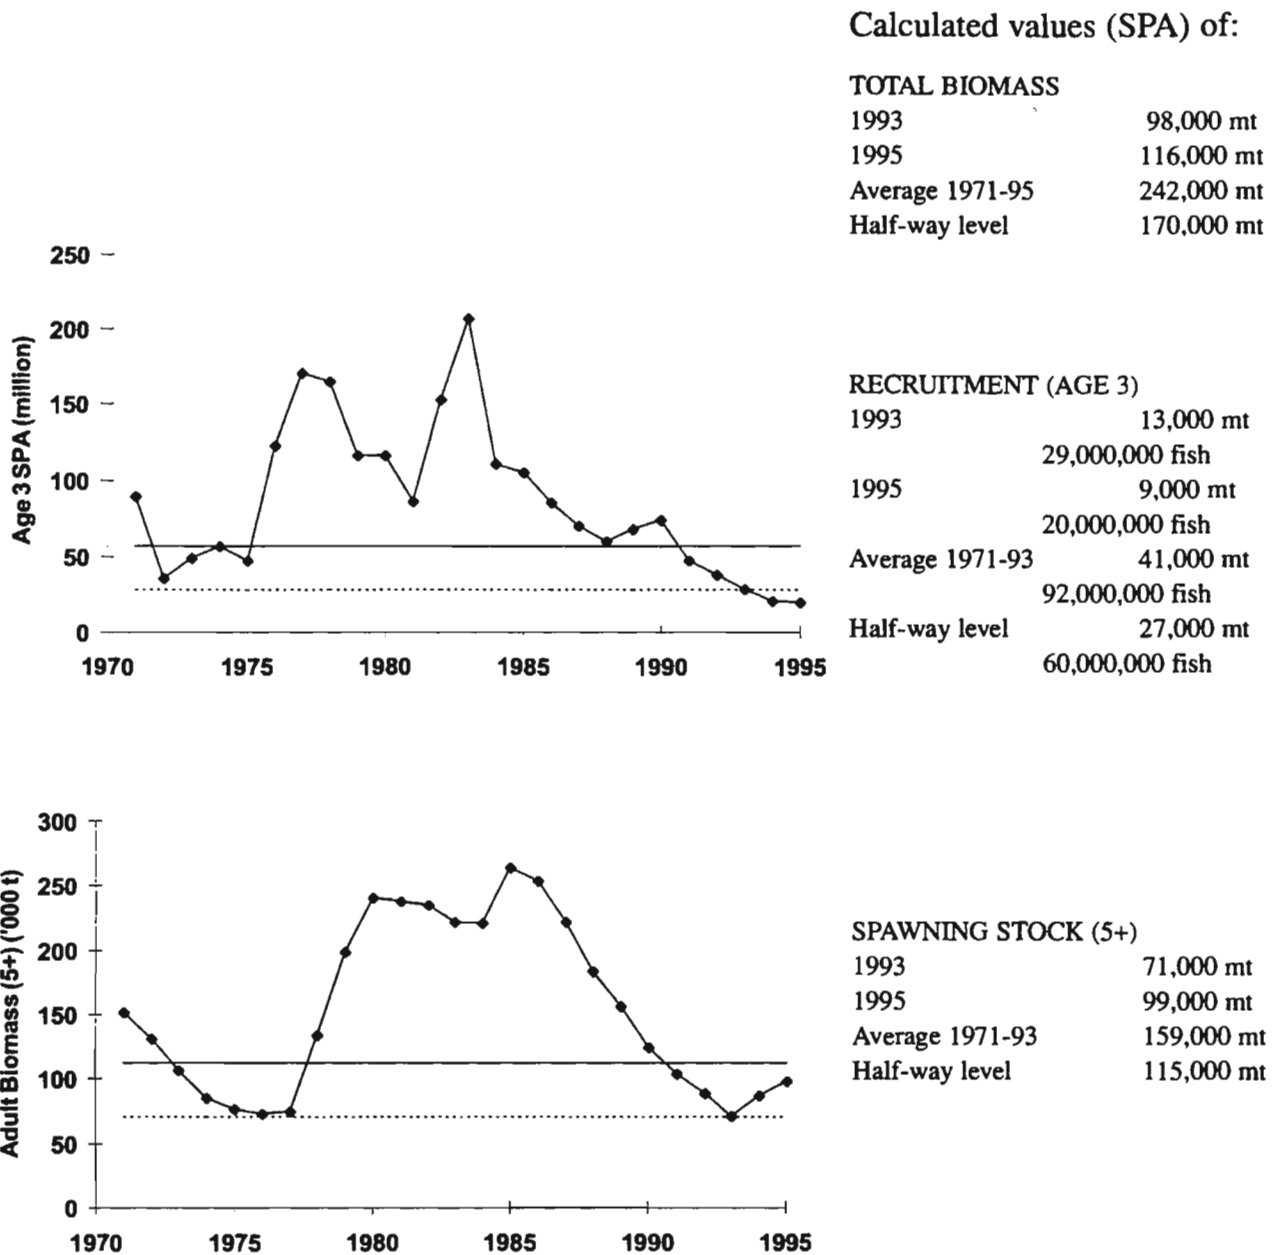 Calculated values (SPA) of:
TOTAL BIOMASS
1993 98,000 mt
1995 116,000 mt
Average 1971-95 242,000 mt
Half-way level 170,000 mt
Age 3 SPA (million)
250
200
150
100
50
0
1970 1975 1980 1985 1990 1995
RECRUITMENT (AGE 3)
1993 13,000 mt
29,000,000 fish
1995 9,000 mt
20,000,000 fish
Average 1971-93 41,000 mt
92,000,000 fish
Half-way level 27,000 mt
60,000,000 fish
Adult Biomass (5+) ('000 t)
300
250
200
150
100
50
0
1970 1975 1980 1985 1990 1995
SPAWNING STOCK (5+)
1993 71,000 mt
1995 99,000 mt
Average 1971-93 159,000 mt
Half-way level 115,000 mt